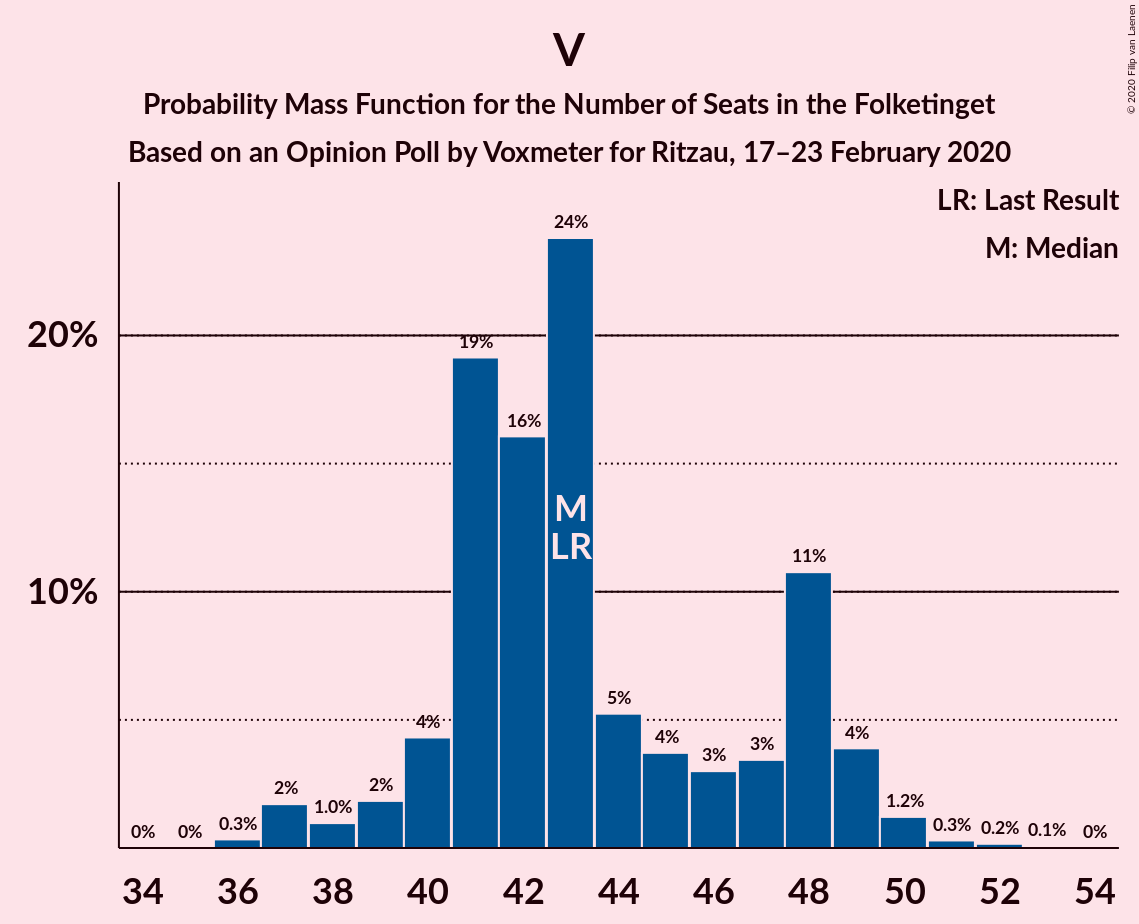 V
Probability Mass Function for the Number of Seats in the Folketinget
Based on an Opinion Poll by Voxmeter for Ritzau, 17–23 February 2020
© 2020 Filip van Laenen
LR: Last Result
M: Median
20%
10%
0%
0%
0.3%
2%
1.0%
2%
4%
19%
16%
24%
5%
4%
3%
3%
11%
4%
1.2%
0.3%
0.2%
0.1%
0%
M
LR
34 36 38 40 42 44 46 48 50 52 54